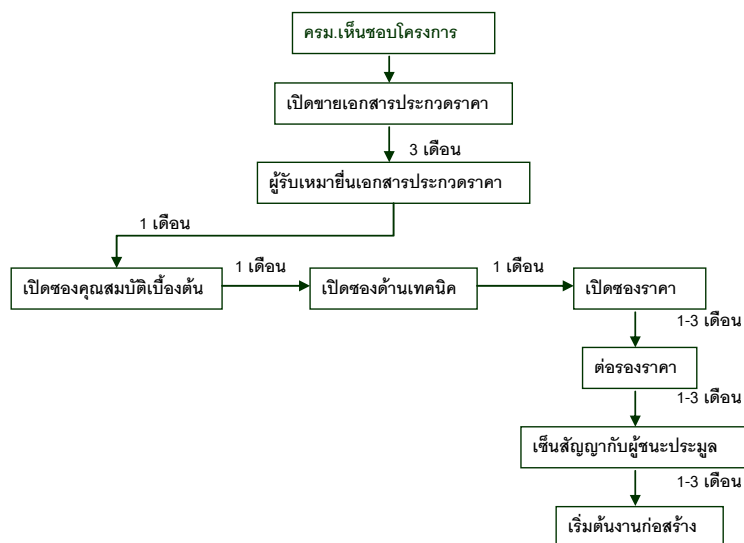 ครม.เห็นชอบโครงการ
เปิดขายเอกสารประกวดราคา
3 เดือน
ผู้รับเหมายื่นเอกสารประกวดราคา
1 เดือน
เปิดซองคุณสมบัติเบื้องต้น
1 เดือน
เปิดซองด้านเทคนิค
1 เดือน
เปิดซองราคา
1-3 เดือน
ต่อรองราคา
1-3 เดือน
เซ็นสัญญากับผู้ชนะประมูล
1-3 เดือน
เริ่มต้นงานก่อสร้าง